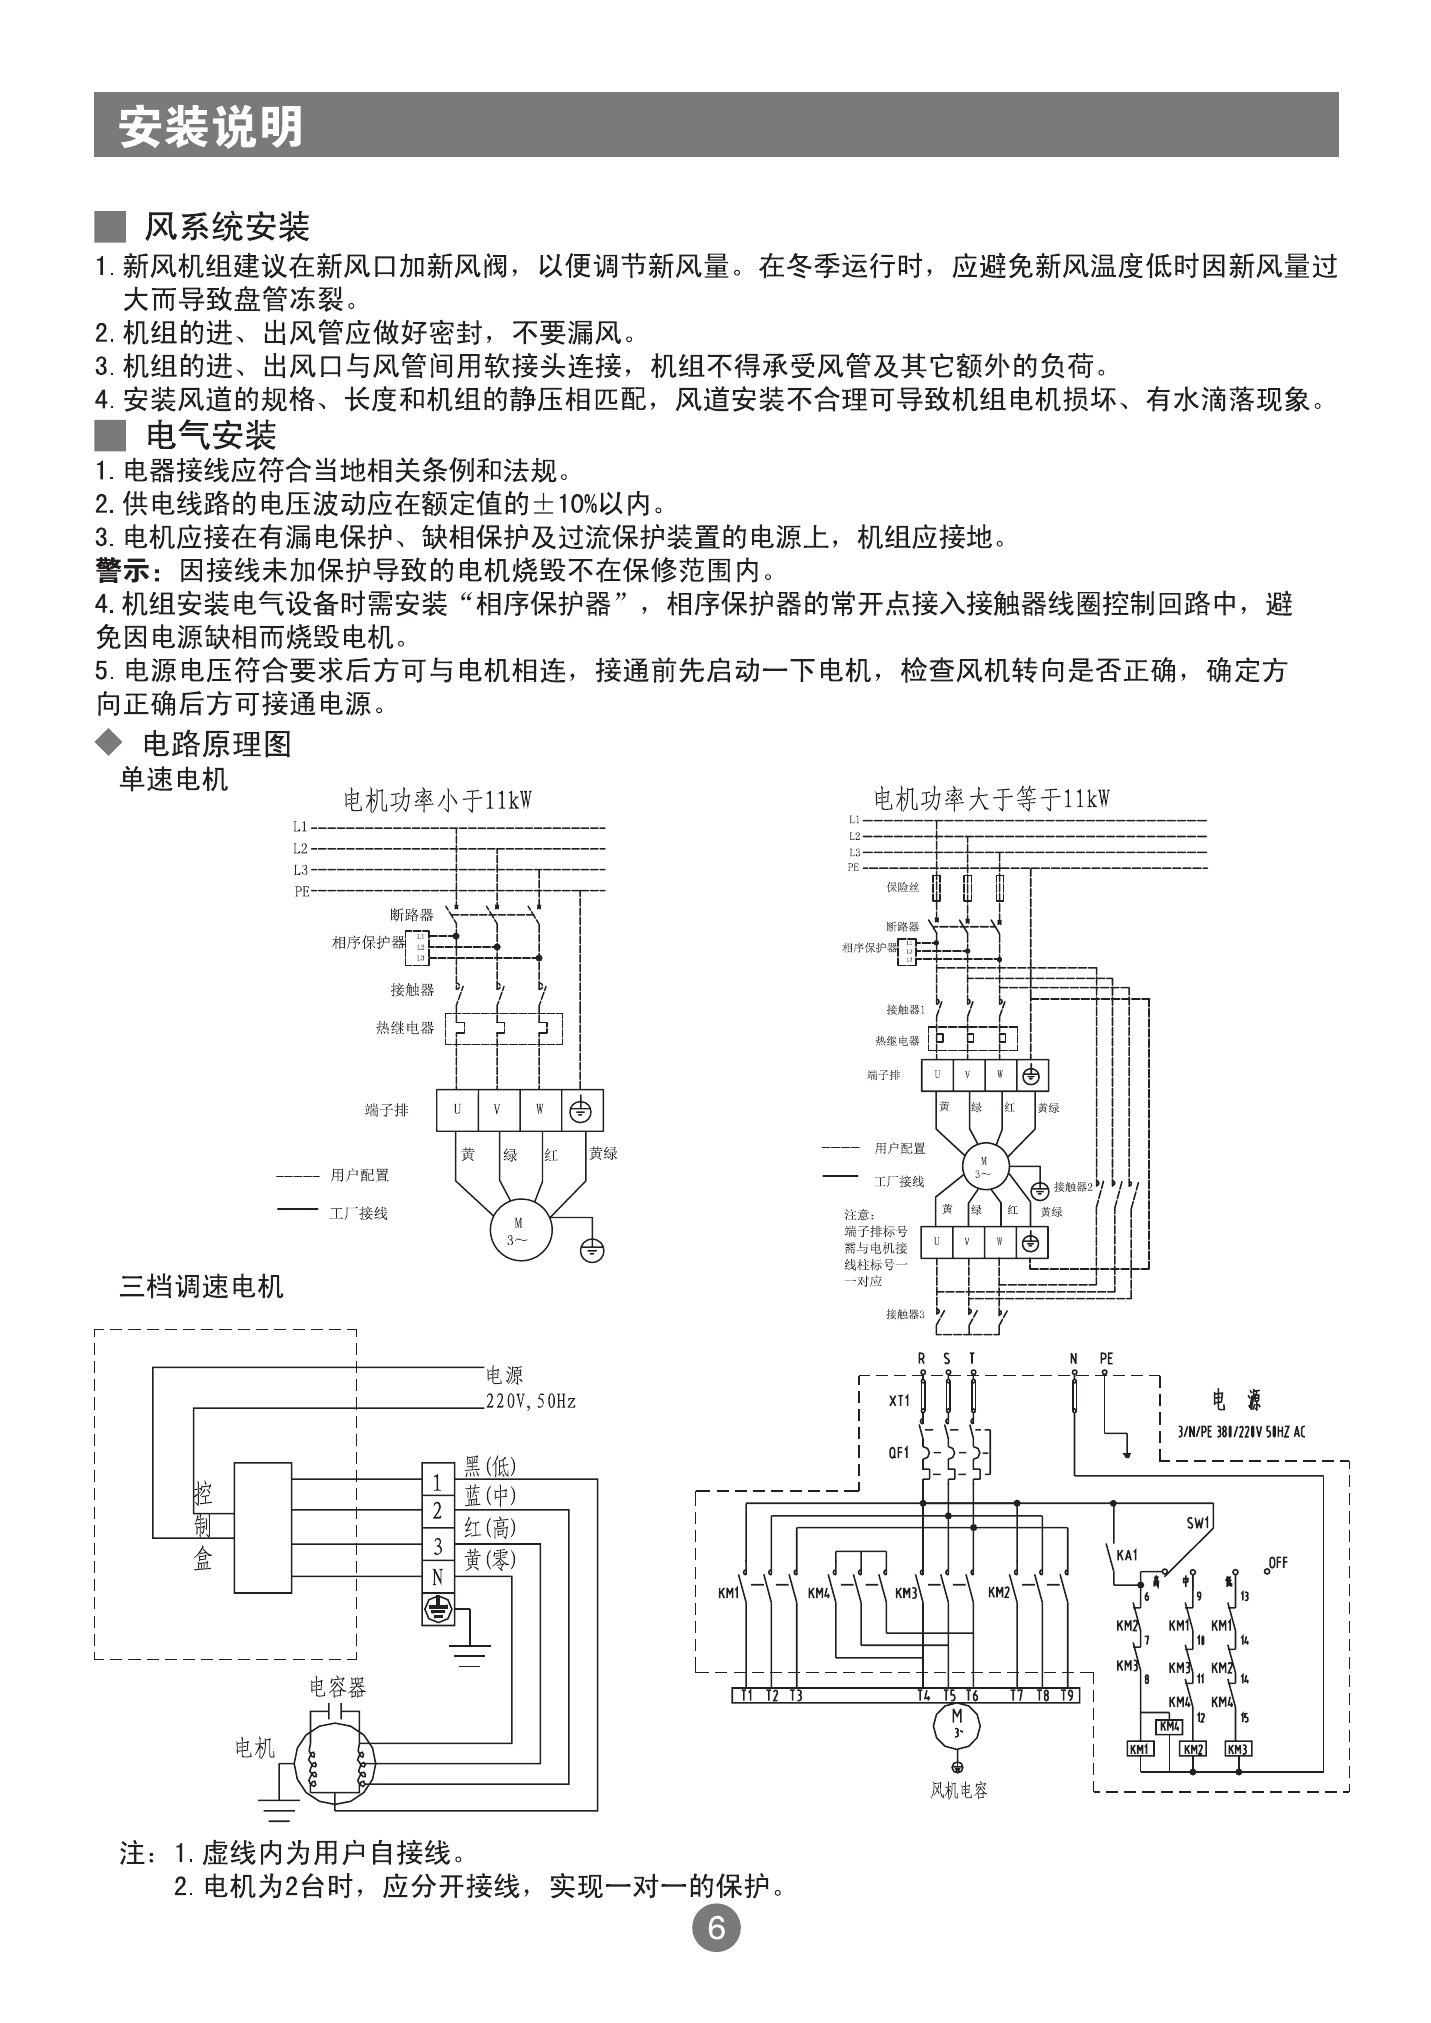 安装说明
风系统安装
1. 新风机组建议在新风口加新风阀，以便调节新风量。在冬季运行时，应避免新风温度低时因新风量过
大而导致盘管冻裂。
2. 机组的进、出风管应做好密封，不要漏风。
3. 机组的进、出风口与风管间用软接头连接，机组不得承受风管及其它额外的负荷。
4. 安装风道的规格、长度和机组的静压相匹配，风道安装不合理可导致机组电机损坏、有水滴落现象。
电气安装
1. 电器接线应符合当地相关条例和法规。
2. 供电线路的电压波动应在额定值的±10%以内。
3. 电机应接在有漏电保护、缺相保护及过流保护装置的电源上，机组应接地。
警示：因接线未加保护导致的电机烧毁不在保修范围内。
4. 机组安装电气设备时需安装“相序保护器”，相序保护器的常开点接入接触器线圈控制回路中，避
免因电源缺相而烧毁电机。
5. 电源电压符合要求后方可与电机相连，接通前先启动一下电机，检查风机转向是否正确，确定方
向正确后方可接通电源。
电路原理图
单速电机
电机功率小于11kW
L1
L2
L3
PE
断路器
相序保护器
L1
L2
L3
接触器
热继电器
端子排
U V W
黄 绿 红 黄绿
用户配置
工厂接线
M
3～
电机功率大于等于11kW
L1
L2
L3
PE
保险丝
断路器
相序保护器
L1
L2
L3
接触器1
热继电器
端子排
U V W
黄 绿 红 黄绿
用户配置
M
3～
工厂接线
接触器2
注意：
端子排标号
需与电机接
线柱标号一
一对应
黄 绿 红 黄绿
U V W
接触器3
三档调速电机
电源
220V, 50Hz
控
制
盒
1
2
3
N
黑(低)
蓝(中)
红(高)
黄(零)
电容器
电机
R S T N PE
XT1
QF1
电 源
3/N/PE 380/220V 50HZ AC
SW1
KA1
OFF
高 中 低
KM1 KM4 KM3 KM2
6 9 13
KM2 KM1 KM1
7 10 14
KM3 KM3 KM2
8 11 14
KM4 KM4
12 15
KM4
KM1 KM2 KM3
T1 T2 T3 T4 T5 T6 T7 T8 T9
M
3~
风机电容
注：1. 虚线内为用户自接线。
2. 电机为2台时，应分开接线，实现一对一的保护。
6